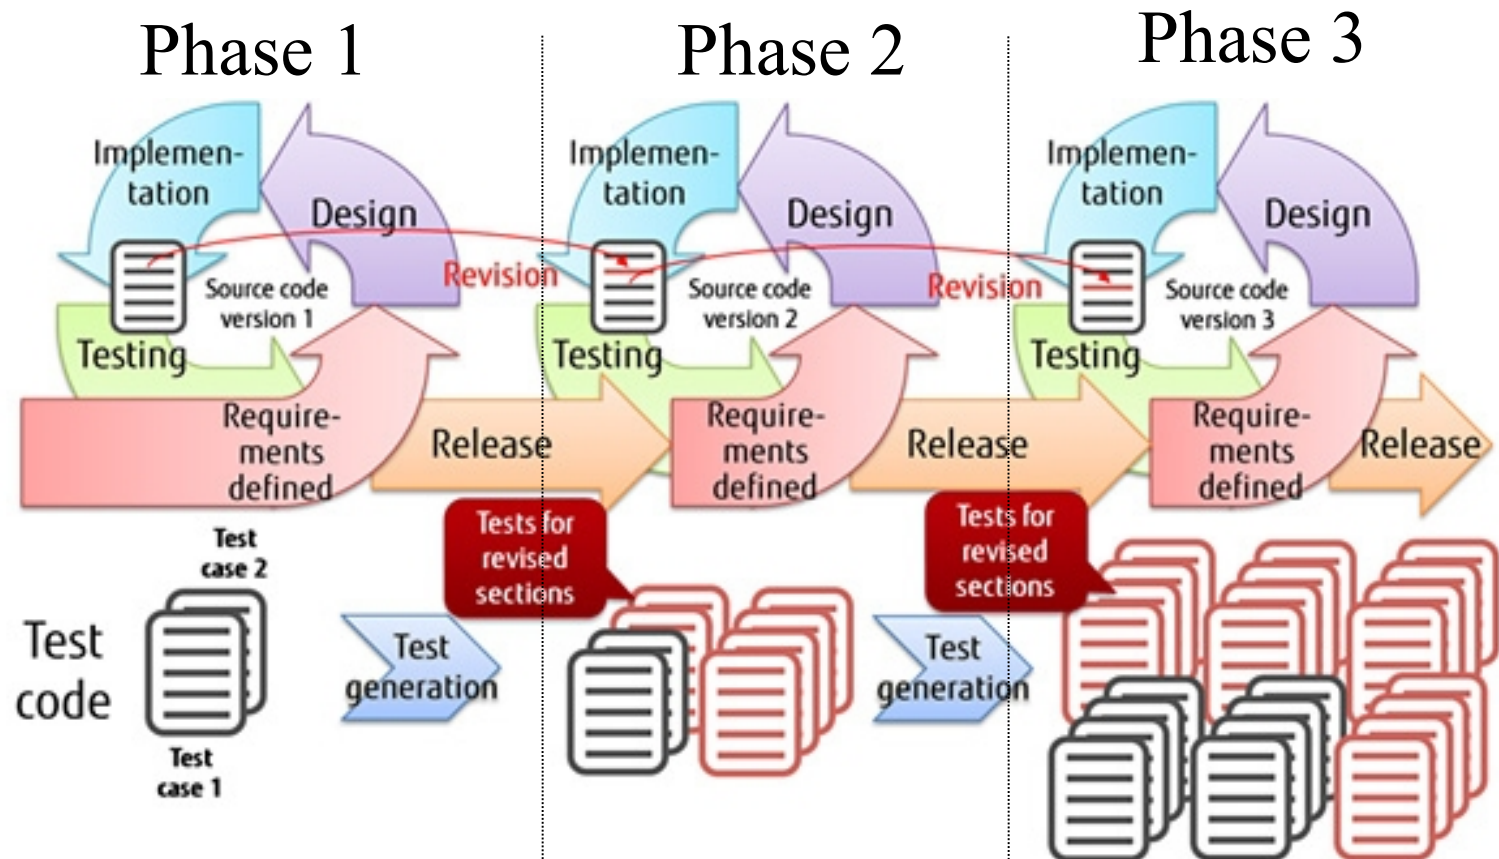 Phase 1
Phase 2
Phase 3
Implemen-
tation
Design
Source code
version 1
Testing
Require-
ments
defined
Revision
Release
Implemen-
tation
Design
Source code
version 2
Testing
Require-
ments
defined
Revision
Release
Implemen-
tation
Design
Source code
version 3
Testing
Require-
ments
defined
Release
Test
code
Test
case 2
Test
case 1
Test
generation
Tests for
revised
sections
Test
generation
Tests for
revised
sections